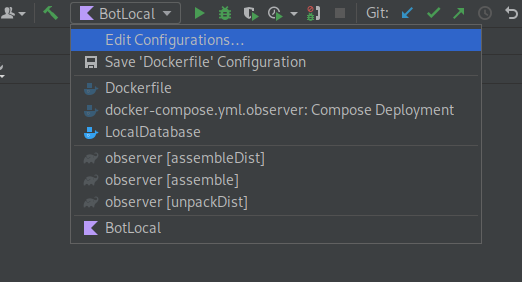 BotLocal
Git:
Edit Configurations...
Save 'Dockerfile' Configuration
Dockerfile
docker-compose.yml.observer: Compose Deployment
LocalDatabase
observer [assembleDist]
observer [assemble]
observer [unpackDist]
BotLocal